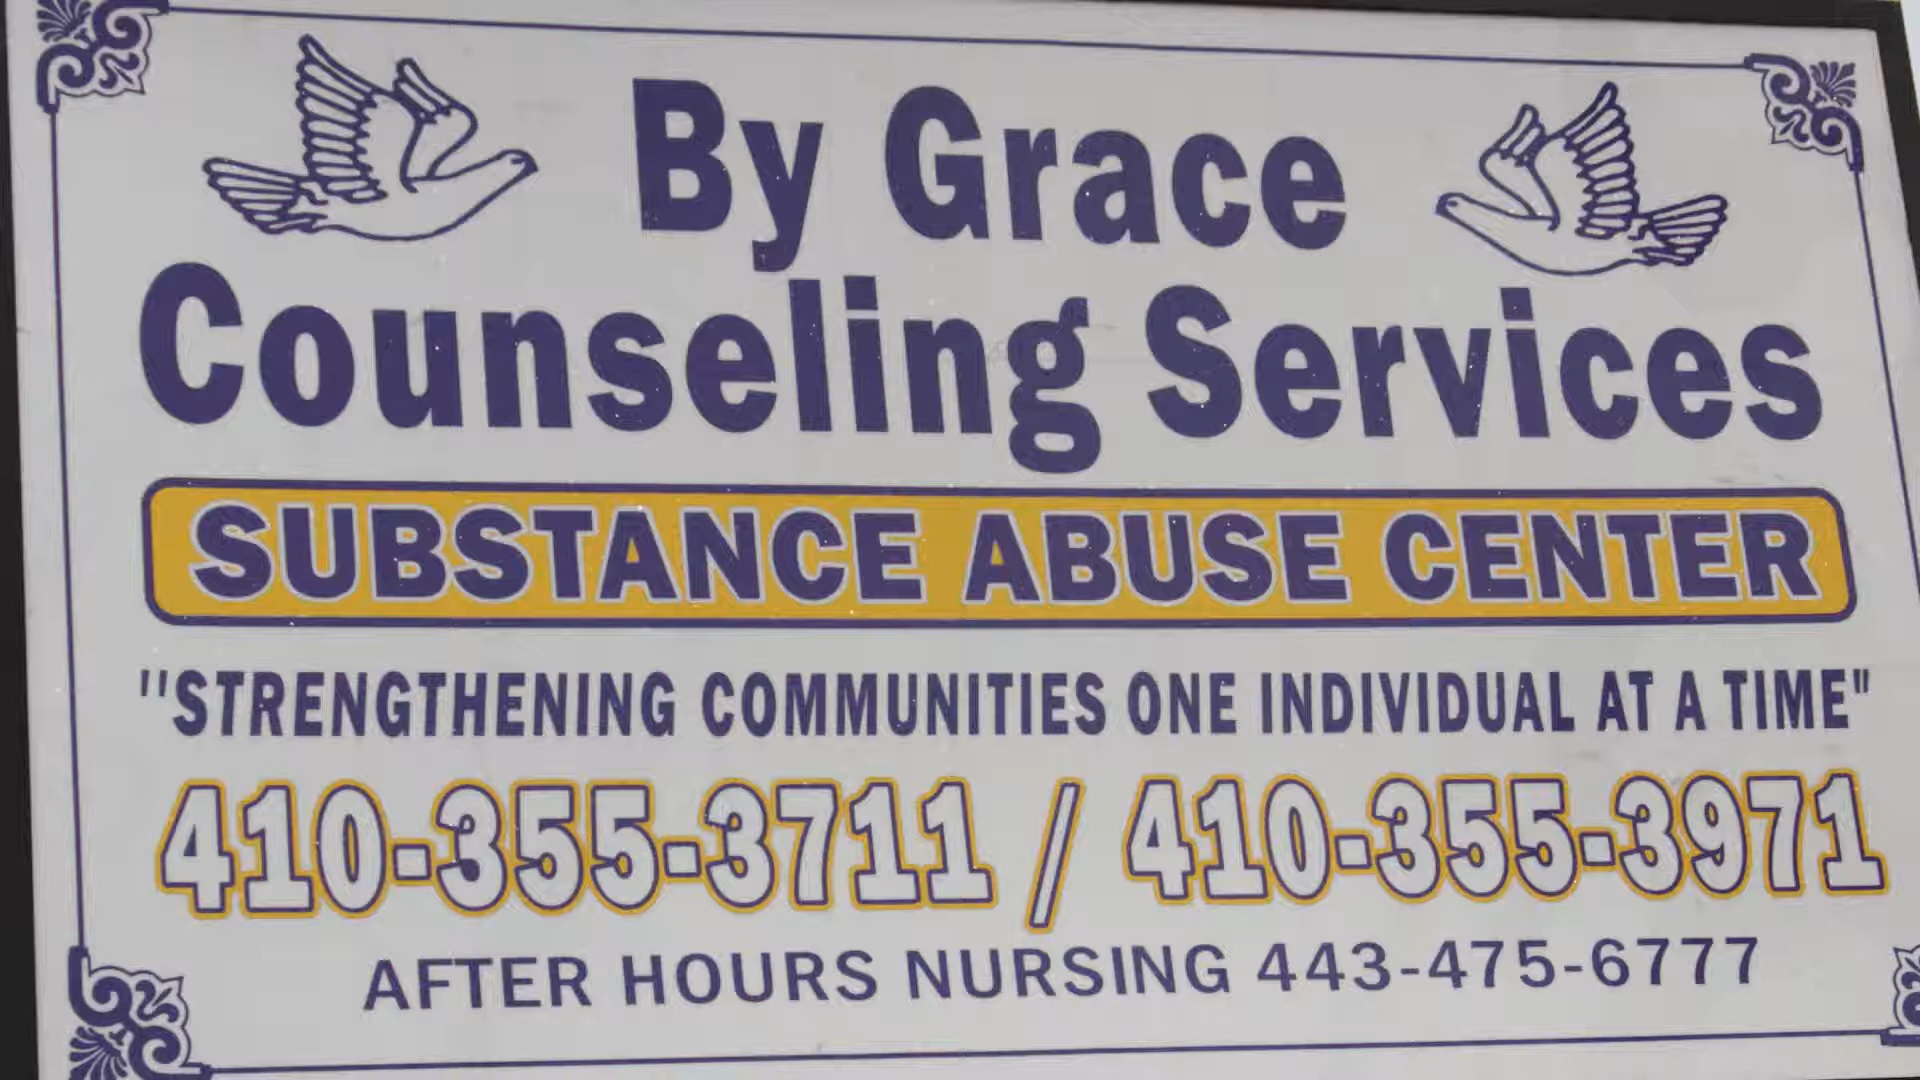 By Grace
Counseling Services
SUBSTANCE ABUSE CENTER
"STRENGTHENING COMMUNITIES ONE INDIVIDUAL AT A TIME"
410-355-3711 / 410-355-3971
AFTER HOURS NURSING 443-475-6777